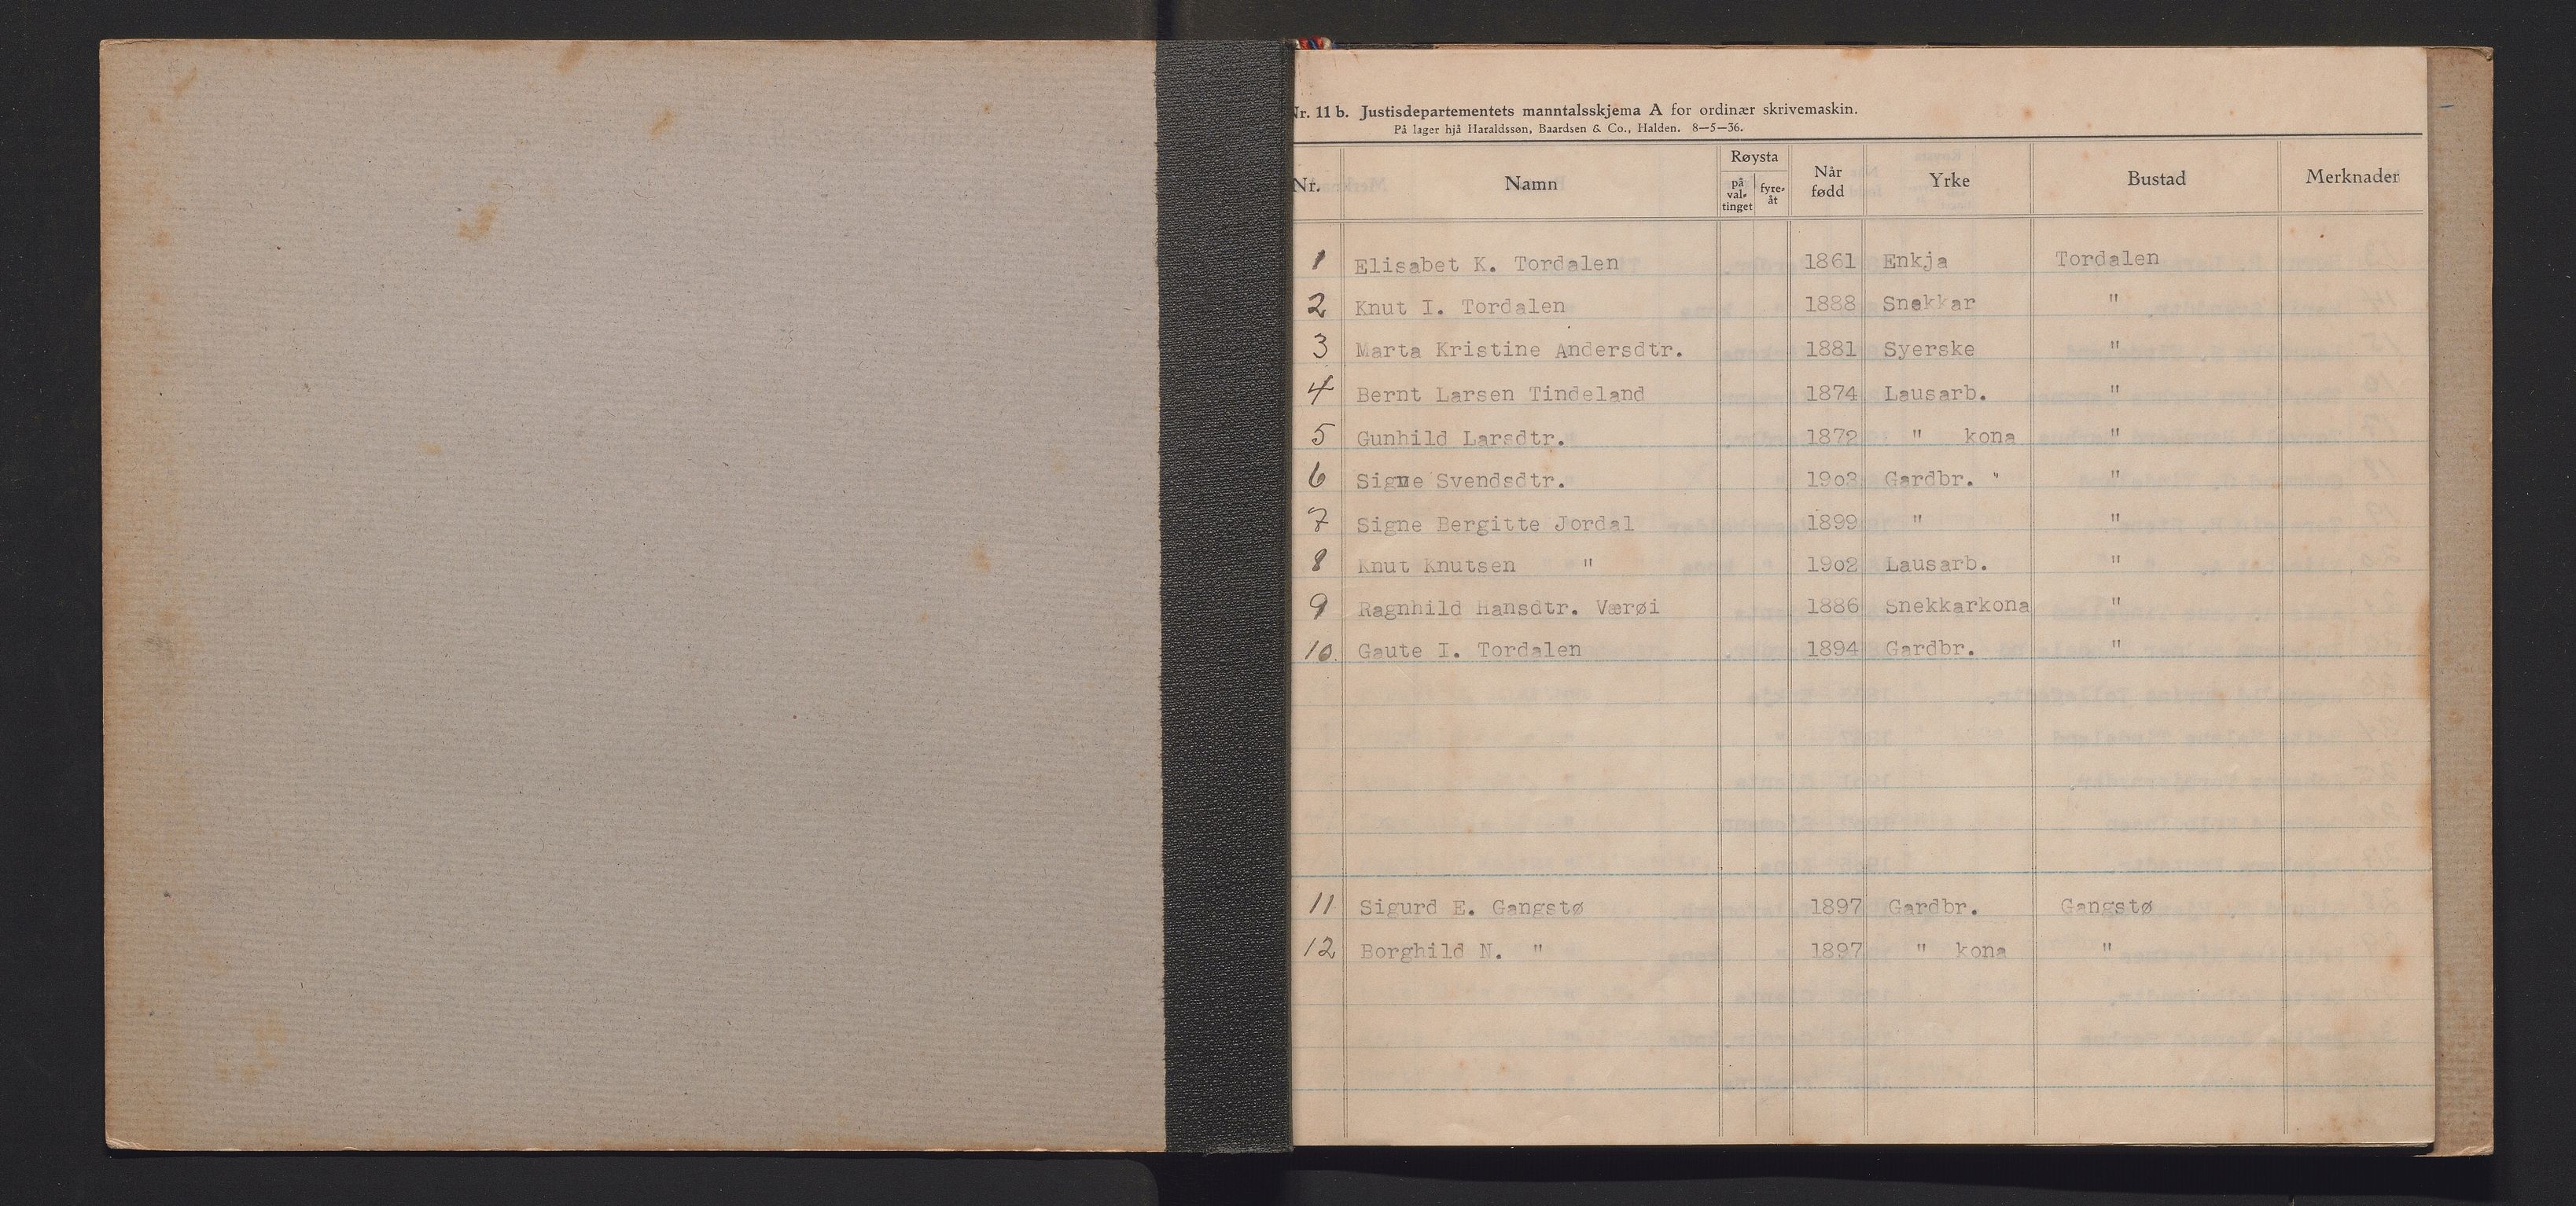 Nr. 11 b. Justisdepartementets manntalsskjema A for ordinær skrivemaskin.
På lager hjå Haraldssøn, Baardsen & Co., Halden. 8—5—36.
Nr. Namn Røysta på val-tinget fyre-åt Når fødd Yrke Bustad Merknader
1 Elisabet K. Tordalen 1861 Enkja Tordalen
2 Knut I. Tordalen 1888 Snekkar "
3 Marta Kristine Andersdtr. 1881 Syerske "
4 Bernt Larsen Tindeland 1874 Lausarb. "
5 Gunhild Larsdtr. 1872 " kona "
6 Signe Svendsdtr. Gardbr. " "
7 Signe Bergitte Jordal 1899 " "
8 Knut Knutsen " 19o2 Lausarb. "
9 Ragnhild Hansdtr. Værøi 1886 Snekkarkona "
10. Gaute I. Tordalen 1894 Gardbr. "
11 Sigurd E. Gangstø 1897 Gardbr. Gangstø
12 Borghild N. " 1897 " kona "